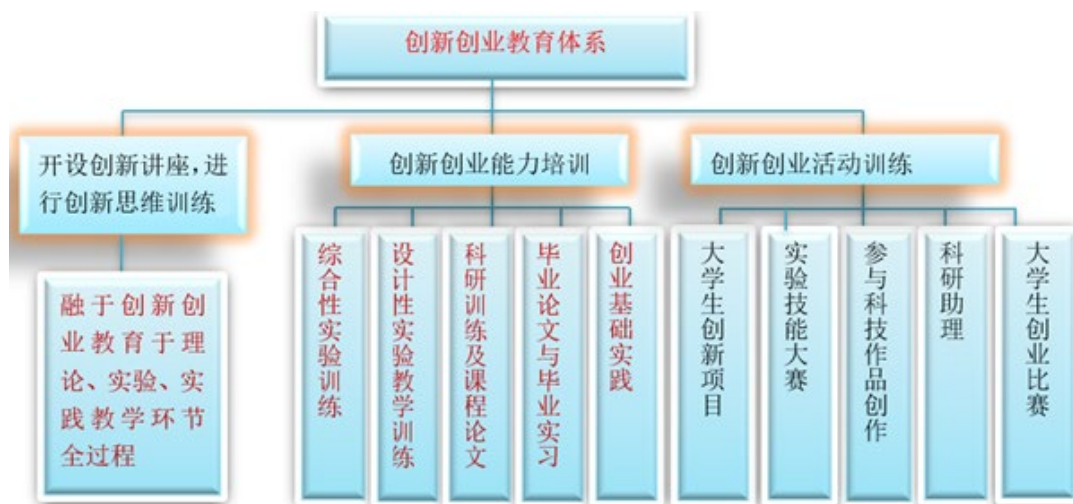 创新创业教育体系
开设创新讲座,进
行创新思维训练
创新创业能力培训
创新创业活动训练
融于创新创
业教育于理
论、实验、实
践教学环节
全过程
综合性实验训练
设计性实验教学训练
科研训练及课程论文
毕业论文与毕业实习
创业基础实践
大学生创新项目
实验技能大赛
参与科技作品创作
科研助理
大学生创业比赛